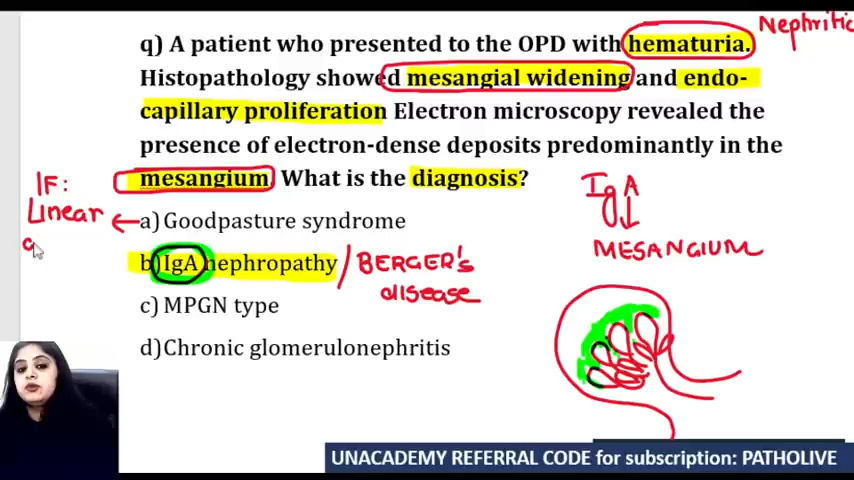 Nephritic
q) A patient who presented to the OPD with hematuria.
Histopathology showed mesangial widening and endo-
capillary proliferation Electron microscopy revealed the
presence of electron-dense deposits predominantly in the
mesangium. What is the diagnosis?
IF:
Linear
a) Goodpasture syndrome
b) IgA nephropathy / BERGER's
disease
c) MPGN type
d) Chronic glomerulonephritis
IgA
MESANGIUM
UNACADEMY REFERRAL CODE for subscription: PATHOLIVE